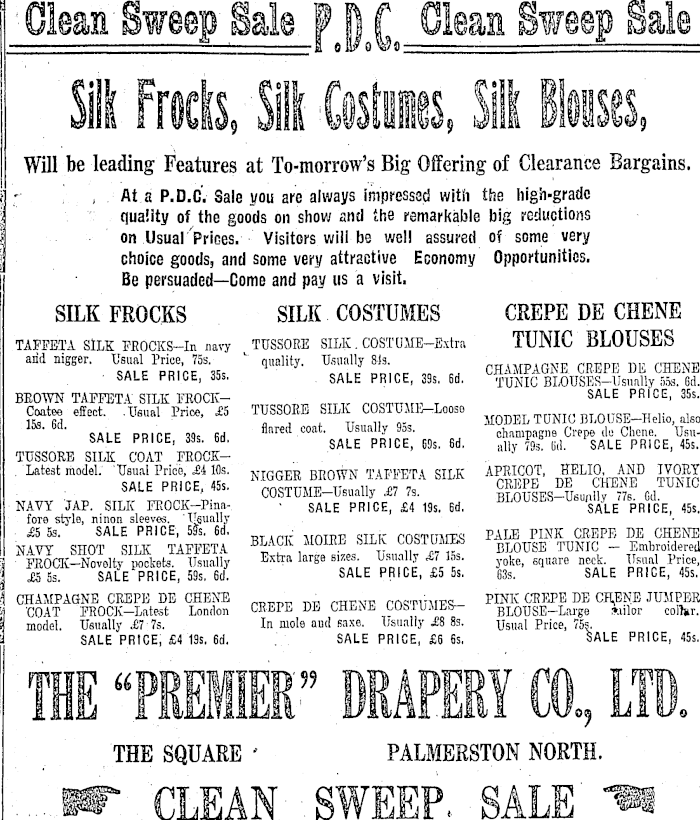 Clean Sweep Sale P.D.C. Clean Sweep Sale
Silk Frocks, Silk Costumes, Silk Blouses,
Will be leading Features at To-morrow's Big Offering of Clearance Bargains.
At a P.D.C. Sale you are always impressed with the high-grade
quality of the goods on show and the remarkable big reductions
on Usual Prices. Visitors will be well assured of some very
choice goods, and some very attractive Economy Opportunities.
Be persuaded—Come and pay us a visit.
SILK FROCKS
TAFFETA SILK FROCKS—In navy
and nigger. Usual Price, 75s.
SALE PRICE, 35s.
BROWN TAFFETA SILK FROCK—
Coatee effect. Usual Price, £5
15s. 6d.
SALE PRICE, 39s. 6d.
TUSSORE SILK COAT FROCK—
Latest model. Usual Price, £4 10s.
SALE PRICE, 45s.
NAVY JAP. SILK FROCK—Pina-
fore style, ninon sleeves. Usually
£5 5s. SALE PRICE, 59s. 6d.
NAVY SHOT SILK TAFFETA
FROCK—Novelty pockets. Usually
£5 5s. SALE PRICE, 59s. 6d.
CHAMPAGNE CREPE DE CHENE
COAT FROCK—Latest London
model. Usually £7 7s.
SALE PRICE, £4 19s. 6d.
SILK COSTUMES
TUSSORE SILK COSTUME—Extra
quality. Usually 84s.
SALE PRICE, 39s. 6d.
TUSSORE SILK COSTUME—Loose
flared coat. Usually 95s.
SALE PRICE, 69s. 6d.
NIGGER BROWN TAFFETA SILK
COSTUME—Usually £7 7s.
SALE PRICE, £4 19s. 6d.
BLACK MOIRE SILK COSTUMES
Extra large sizes. Usually £7 15s.
SALE PRICE, £5 5s.
CREPE DE CHENE COSTUMES—
In mole and saxe. Usually £8 8s.
SALE PRICE, £6 6s.
CREPE DE CHENE
TUNIC BLOUSES
CHAMPAGNE CREPE DE CHENE
TUNIC BLOUSES—Usually 55s. 6d.
SALE PRICE, 35s.
MODEL TUNIC BLOUSE—Helio, also
champagne Crepe de Chene. Usu-
ally 79s. 6d. SALE PRICE, 45s.
APRICOT, HELIO, AND IVORY
CREPE DE CHENE TUNIC
BLOUSES—Usually 77s. 6d.
SALE PRICE, 45s.
PALE PINK CREPE DE CHENE
BLOUSE TUNIC — Embroidered
yoke, square neck. Usual Price,
63s. SALE PRICE, 45s.
PINK CREPE DE CHENE JUMPER
BLOUSE—Large sailor collar.
Usual Price, 75s.
SALE PRICE, 45s.
THE "PREMIER" DRAPERY CO., LTD.
THE SQUARE PALMERSTON NORTH.
CLEAN SWEEP SALE